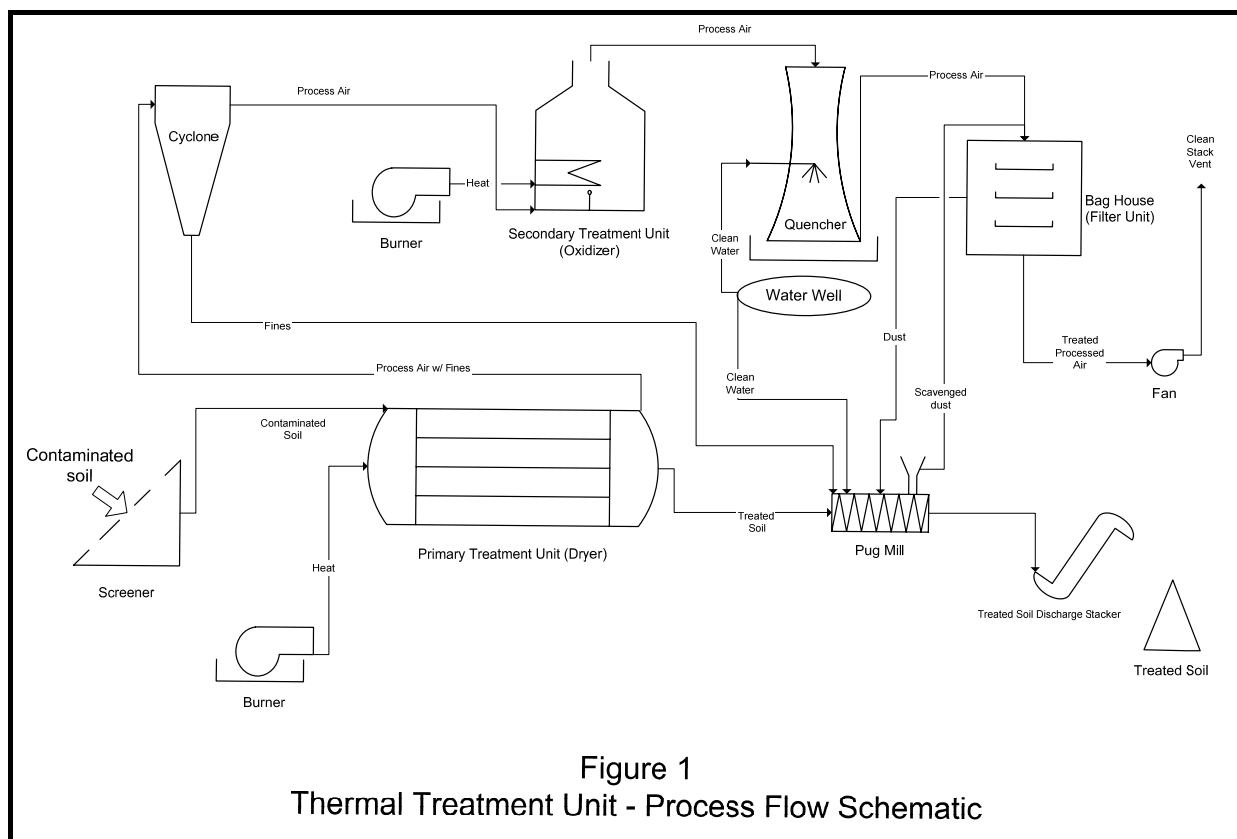 Process Air
Process Air
Process Air
Cyclone
Clean
Stack
Vent
Heat
Burner
Secondary Treatment Unit
(Oxidizer)
Quencher
Bag House
(Filter Unit)
Clean
Water
Water Well
Fines
Dust
Treated
Processed
Air
Fan
Process Air w/ Fines
Clean
Water
Scavenged
dust
Contaminated
Soil
Contaminated
soil
Treated
Soil
Pug Mill
Primary Treatment Unit (Dryer)
Heat
Screener
Treated Soil Discharge Stacker
Treated Soil
Burner
Figure 1
Thermal Treatment Unit - Process Flow Schematic